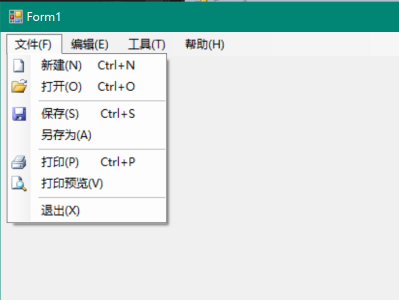 Form1
文件(F) 编辑(E) 工具(T) 帮助(H)
新建(N) Ctrl+N
打开(O) Ctrl+O
保存(S) Ctrl+S
另存为(A)
打印(P) Ctrl+P
打印预览(V)
退出(X)